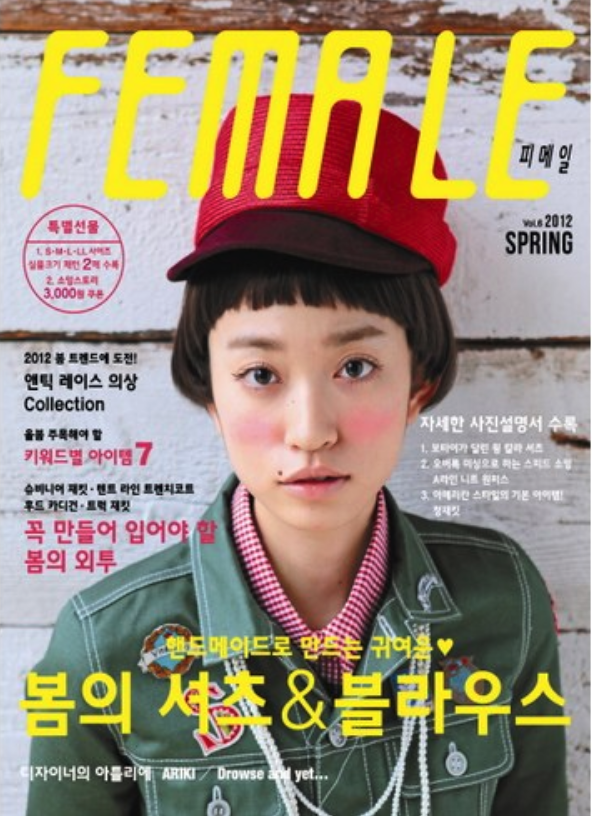 FEMALE
피메일
Vol.6 2012
SPRING
특별선물
1. S·M·L·LL 사이즈
실물크기 패턴 2매 수록
2. 소잉스토리
3,000원 쿠폰
2012 봄 트렌드에 도전!
앤틱 레이스 의상
Collection
올봄 주목해야 할
키워드별 아이템 7
슈비니어 재킷·텐트 라인 트렌치코트
후드 카디건·트럭 재킷
꼭 만들어 입어야 할
봄의 외투
자세한 사진설명서 수록
1. 보타이가 달린 윙 칼라 셔츠
2. 오버록 미싱으로 하는 스피드 소잉
A라인 니트 원피스
3. 아메리칸 스타일의 기본 아이템!
청재킷
핸드메이드로 만드는 귀여운♥
봄의 셔츠&블라우스
디자이너의 아틀리에 ARIKI / Drowse and yet...